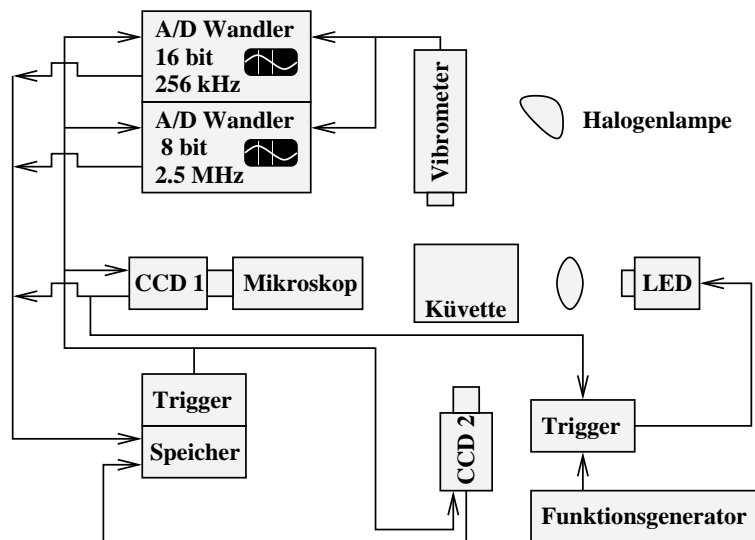 A/D Wandler
16 bit
256 kHz
A/D Wandler
8 bit
2.5 MHz
Vibrometer
Halogenlampe
CCD 1
Mikroskop
Küvette
LED
Trigger
Speicher
CCD 2
Trigger
Funktionsgenerator